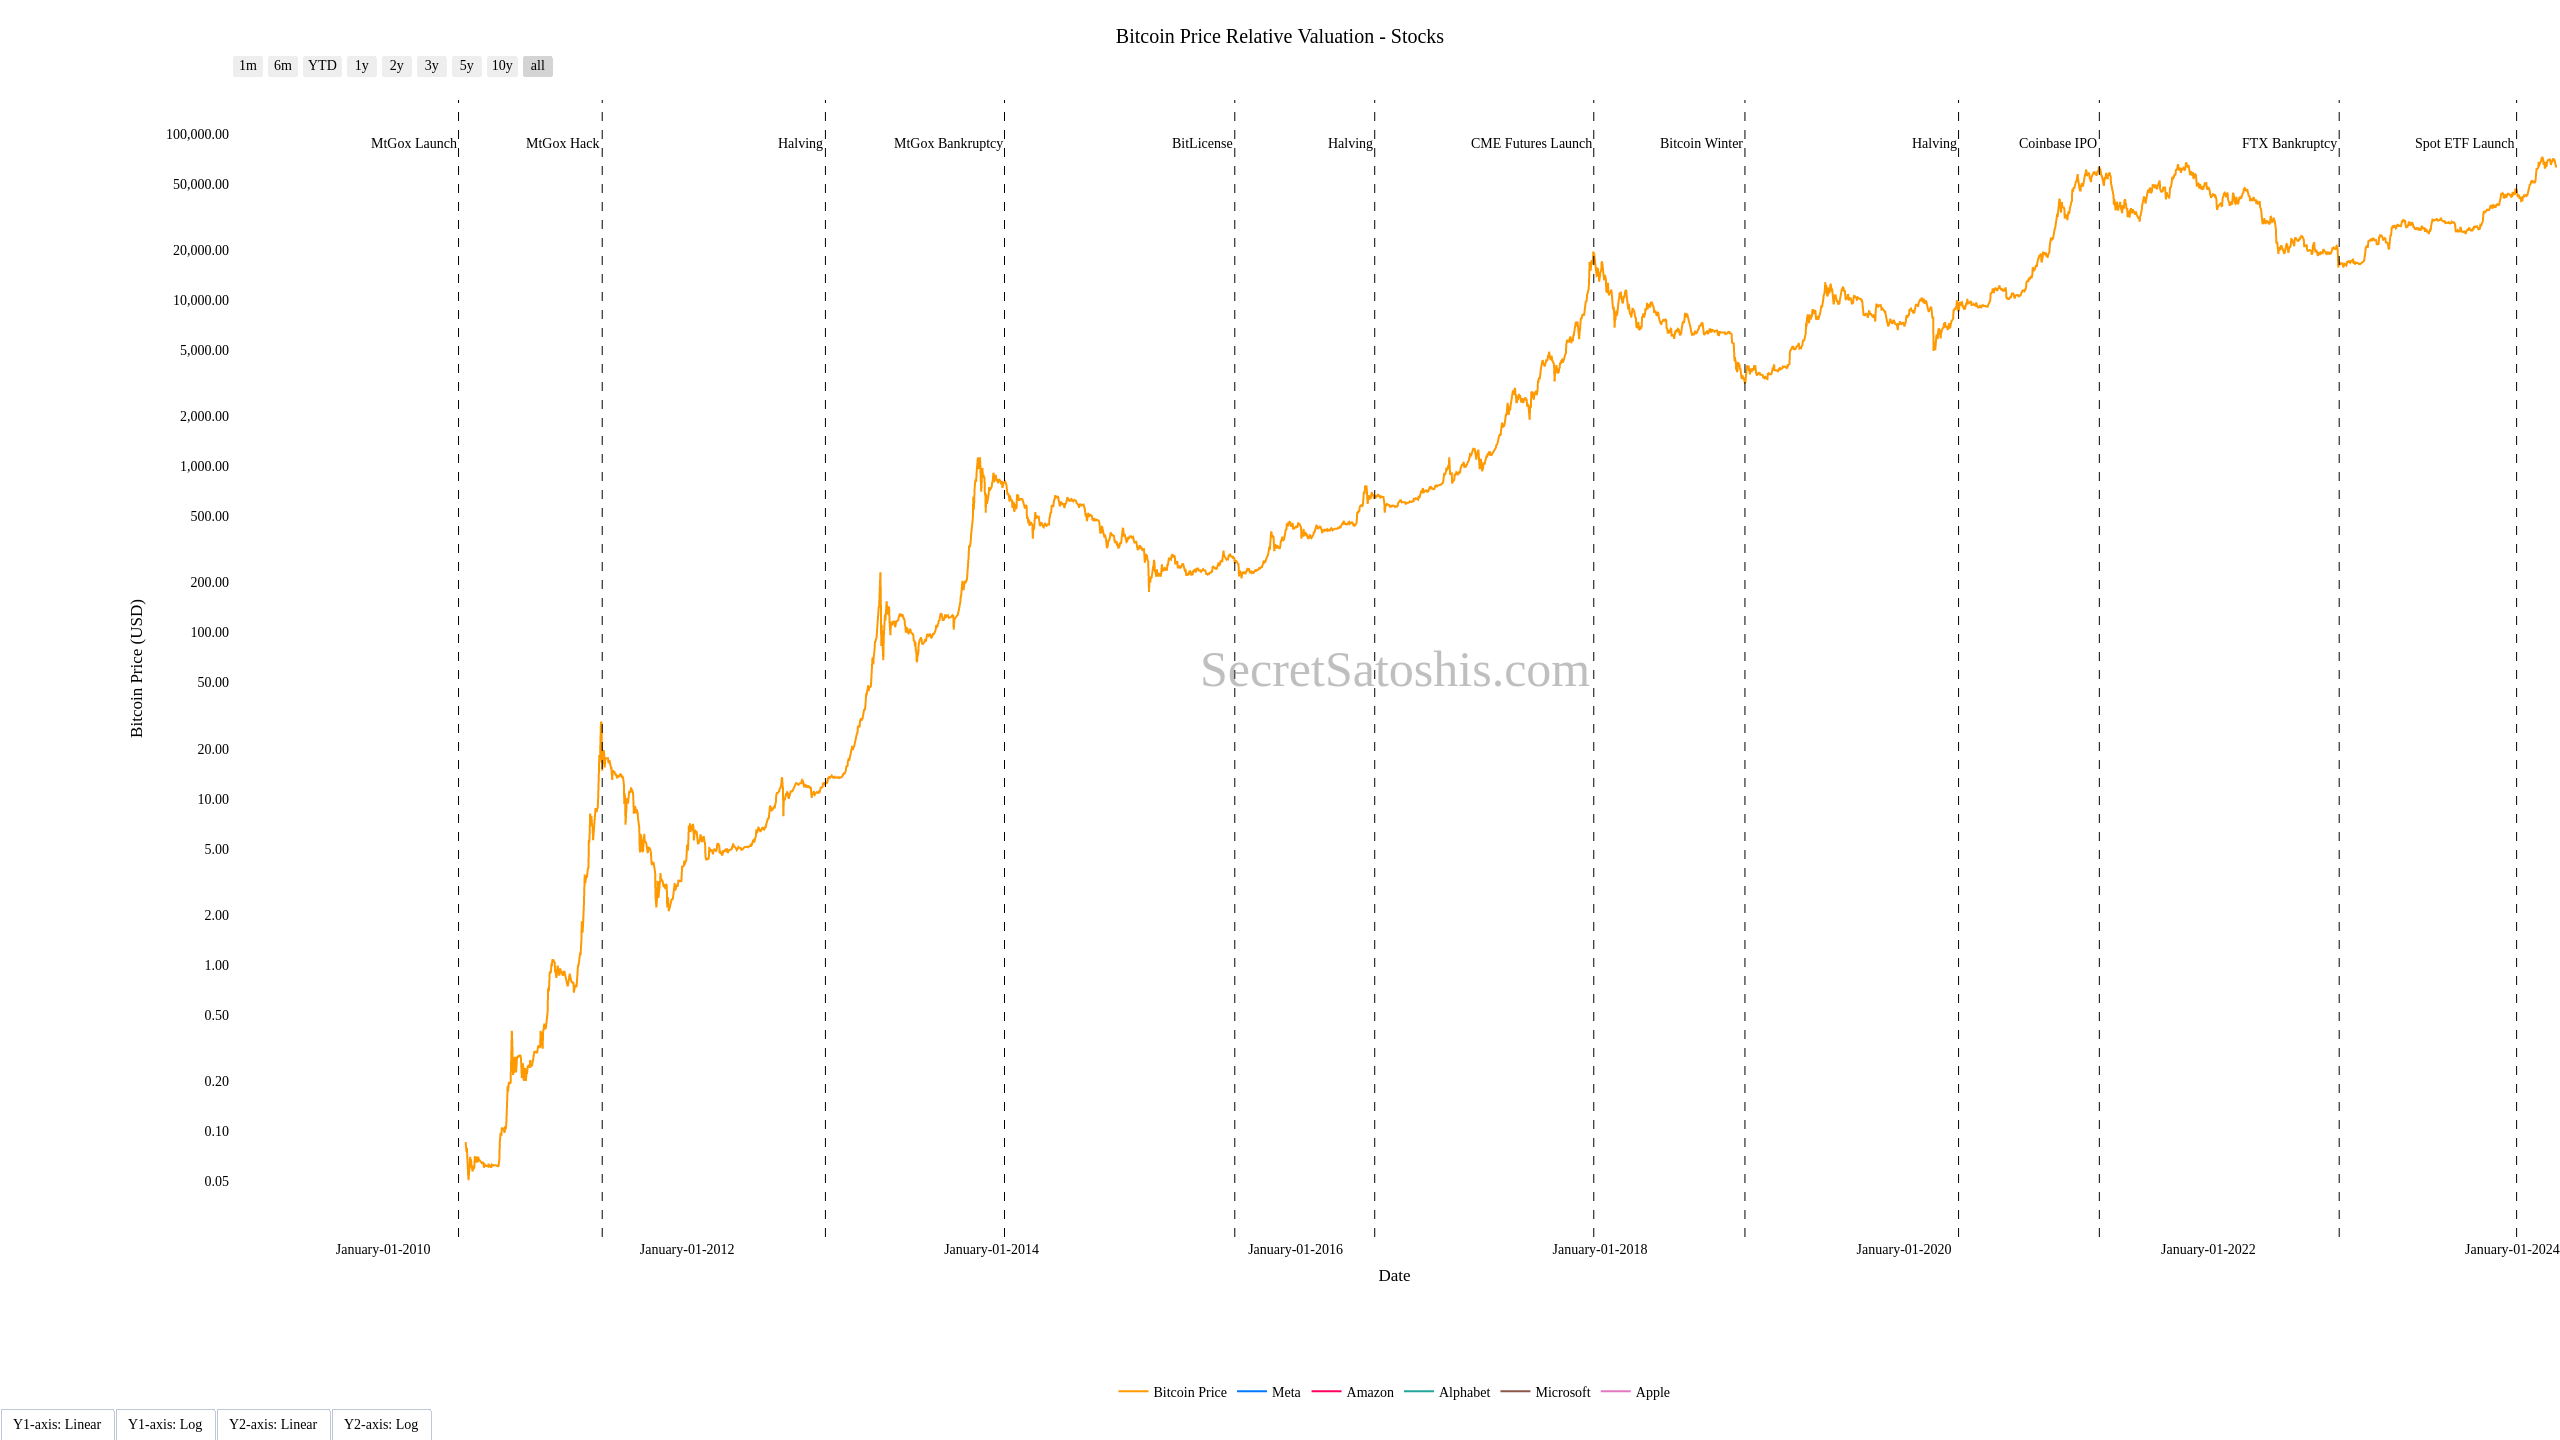 Bitcoin Price Relative Valuation - Stocks
1m 6m YTD 1y 2y 3y 5y 10y all
MtGox Launch MtGox Hack Halving MtGox Bankruptcy BitLicense Halving CME Futures Launch Bitcoin Winter Halving Coinbase IPO FTX Bankruptcy Spot ETF Launch
100,000.00
50,000.00
20,000.00
10,000.00
5,000.00
2,000.00
1,000.00
500.00
200.00
100.00
50.00
20.00
10.00
5.00
2.00
1.00
0.50
0.20
0.10
0.05
Bitcoin Price (USD)
SecretSatoshis.com
January-01-2010 January-01-2012 January-01-2014 January-01-2016 January-01-2018 January-01-2020 January-01-2022 January-01-2024
Date
Bitcoin Price Meta Amazon Alphabet Microsoft Apple
Y1-axis: Linear Y1-axis: Log Y2-axis: Linear Y2-axis: Log